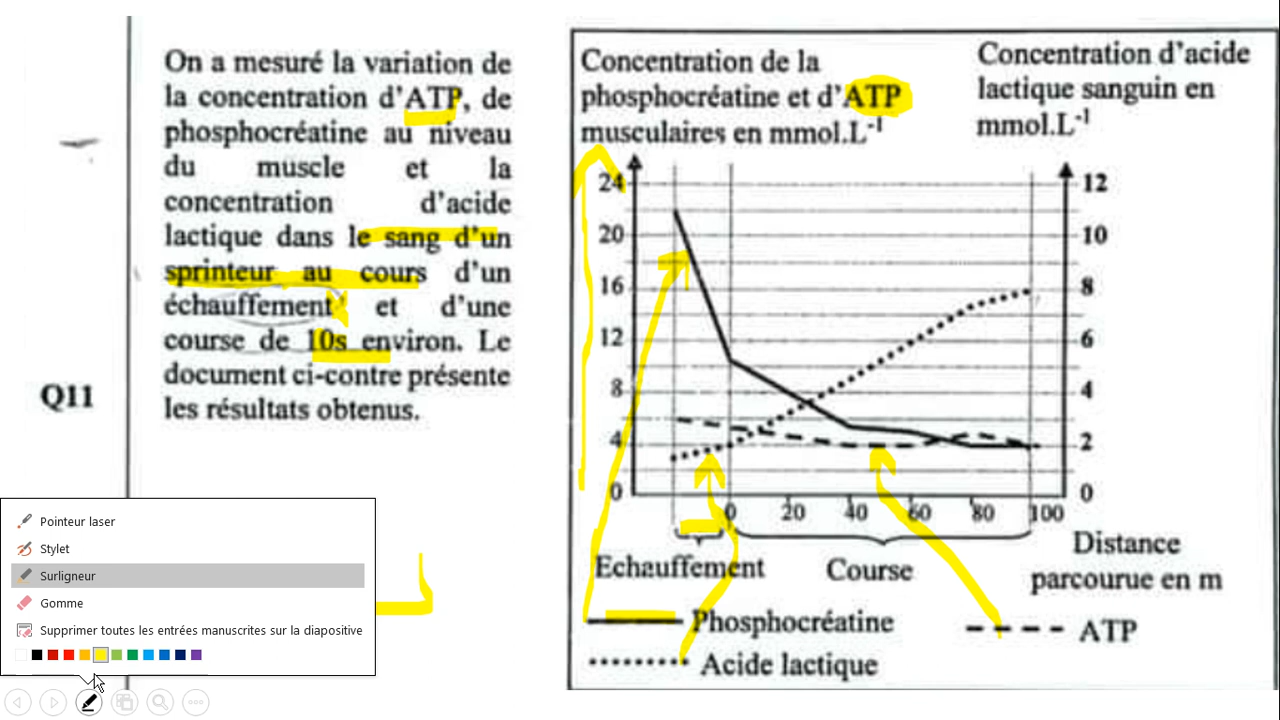 On a mesuré la variation de
la concentration d'ATP, de
phosphocréatine au niveau
du muscle et la
concentration d'acide
lactique dans le sang d'un
sprinteur au cours d'un
échauffement et d'une
course de 10s environ. Le
document ci-contre présente
les résultats obtenus.
Q11
Concentration de la
phosphocréatine et d'ATP
musculaires en mmol.L-1
Concentration d'acide
lactique sanguin en
mmol.L-1
24
20
16
12
8
4
0
12
10
8
6
4
2
0
0 20 40 60 80 100
Echauffement
Course
Distance
parcourue en m
Phosphocréatine
ATP
Acide lactique
Pointeur laser
Stylet
Surligneur
Gomme
Supprimer toutes les entrées manuscrites sur la diapositive